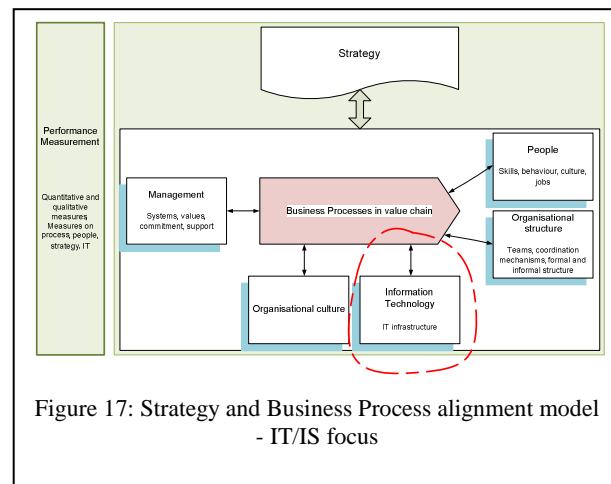 Strategy
Performance
Measurement
Quantitative and
qualitative
measures.
Measures on
process, people,
strategy, IT
Management
Systems, values,
commitment, support
Business Processes in value chain
People
Skills, behaviour, culture,
jobs
Organisational
structure
Teams, coordination
mechanisms, formal and
informal structure
Organisational culture
Information
Technology
IT infrastructure
Figure 17: Strategy and Business Process alignment model
- IT/IS focus